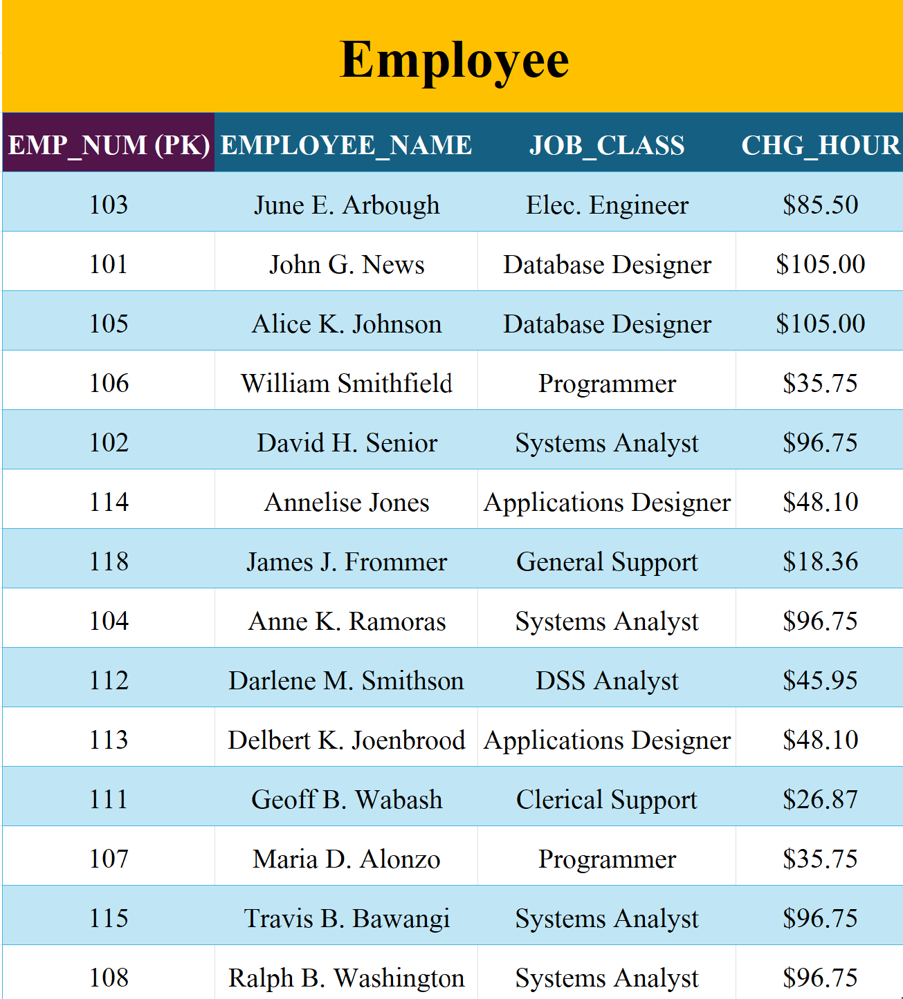 Employee
EMP_NUM (PK) EMPLOYEE_NAME JOB_CLASS CHG_HOUR
103 June E. Arbough Elec. Engineer $85.50
101 John G. News Database Designer $105.00
105 Alice K. Johnson Database Designer $105.00
106 William Smithfield Programmer $35.75
102 David H. Senior Systems Analyst $96.75
114 Annelise Jones Applications Designer $48.10
118 James J. Frommer General Support $18.36
104 Anne K. Ramoras Systems Analyst $96.75
112 Darlene M. Smithson DSS Analyst $45.95
113 Delbert K. Joenbrood Applications Designer $48.10
111 Geoff B. Wabash Clerical Support $26.87
107 Maria D. Alonzo Programmer $35.75
115 Travis B. Bawangi Systems Analyst $96.75
108 Ralph B. Washington Systems Analyst $96.75